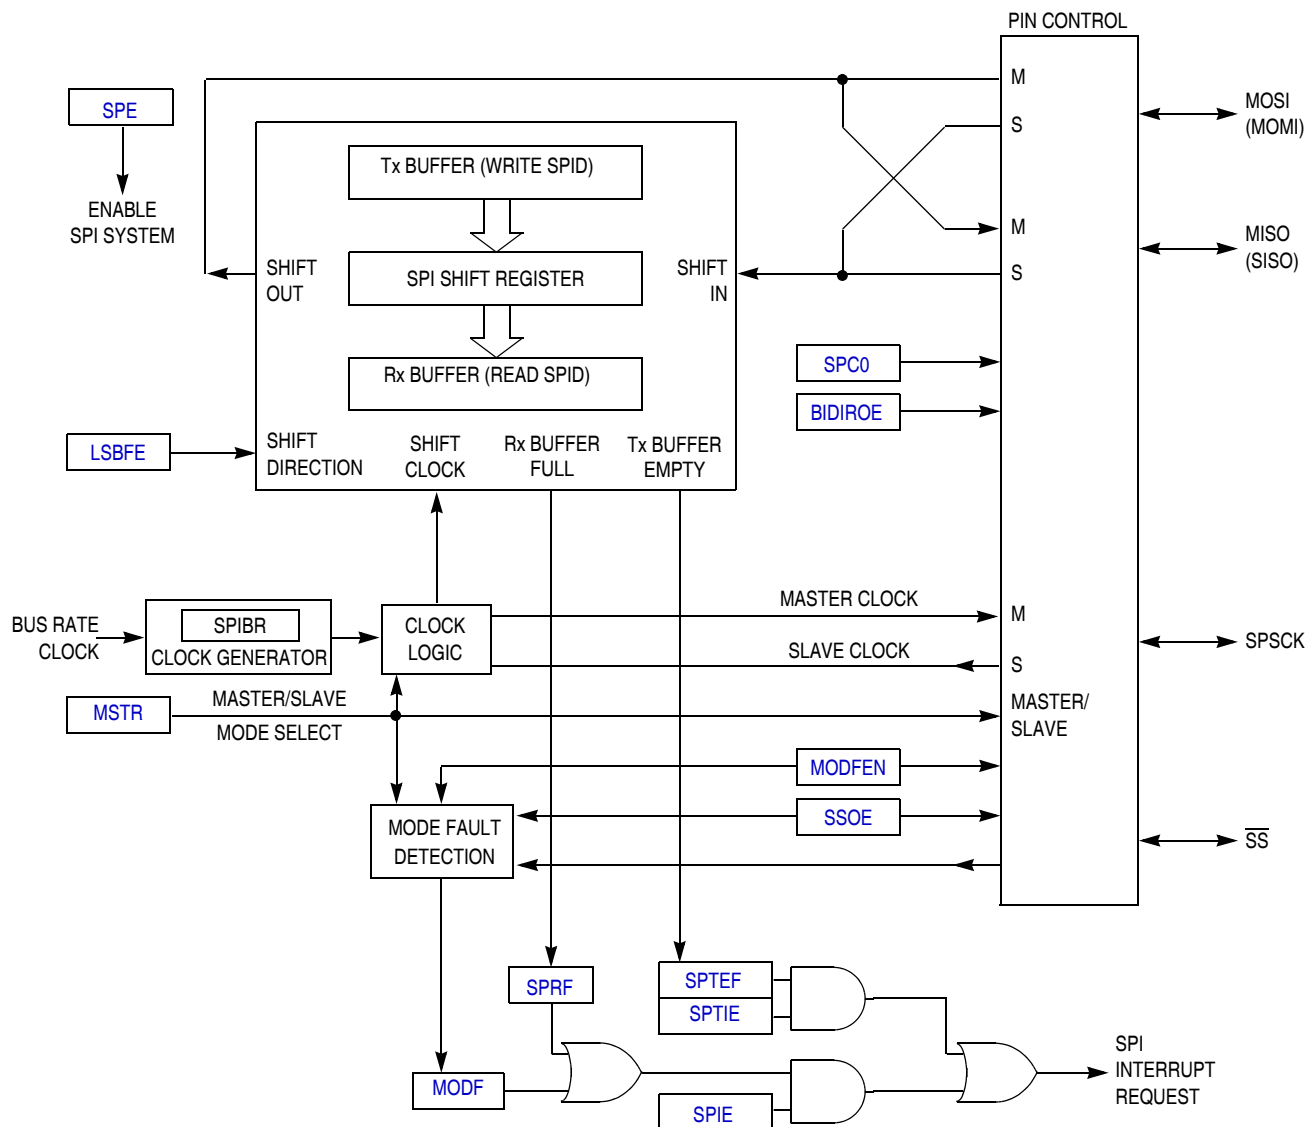 PIN CONTROL
M
MOSI
(MOMI)
SPE
S
Tx BUFFER (WRITE SPID)
ENABLE
SPI SYSTEM
M
MISO
(SISO)
SHIFT
OUT
SPI SHIFT REGISTER
SHIFT
IN
S
SPC0
Rx BUFFER (READ SPID)
BIDIROE
LSBFE
SHIFT
DIRECTION
SHIFT
CLOCK
Rx BUFFER
FULL
Tx BUFFER
EMPTY
MASTER CLOCK
M
BUS RATE
CLOCK
SPIBR
CLOCK GENERATOR
CLOCK
LOGIC
SPSCK
SLAVE CLOCK
S
MSTR
MASTER/SLAVE
MODE SELECT
MASTER/
SLAVE
MODFEN
SSOE
MODE FAULT
DETECTION
SS
SPRF
SPTEF
SPTIE
SPI
INTERRUPT
REQUEST
MODF
SPIE